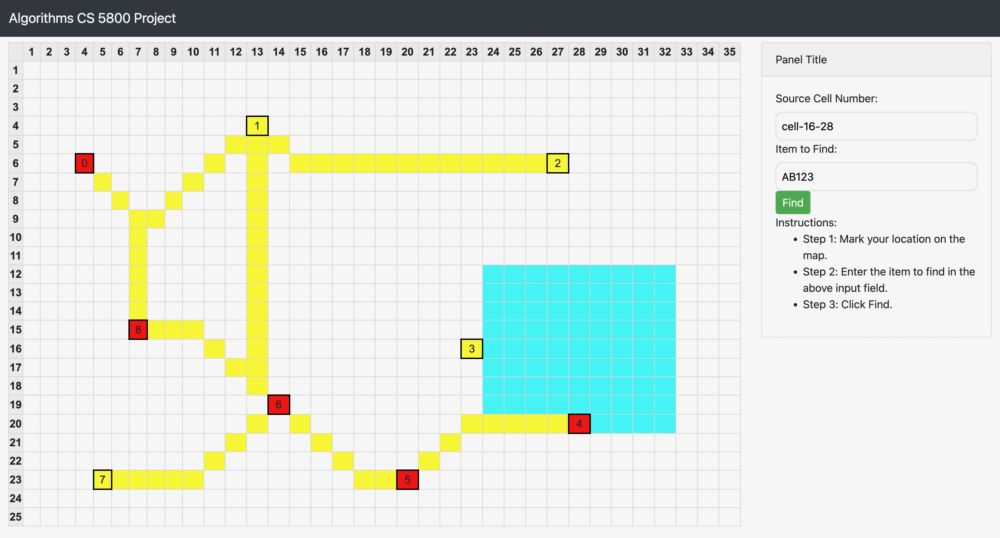 Algorithms CS 5800 Project
1 2 3 4 5 6 7 8 9 10 11 12 13 14 15 16 17 18 19 20 21 22 23 24 25 26 27 28 29 30 31 32 33 34 35
1
2
3
4 1
5
6 0 2
7
8
9
10
11
12
13
14
15 8
16 3
17
18
19 6
20 4
21
22
23 7 5
24
25
Panel Title
Source Cell Number:
cell-16-28
Item to Find:
AB123
Find
Instructions:
• Step 1: Mark your location on the
map.
• Step 2: Enter the item to find in the
above input field.
• Step 3: Click Find.